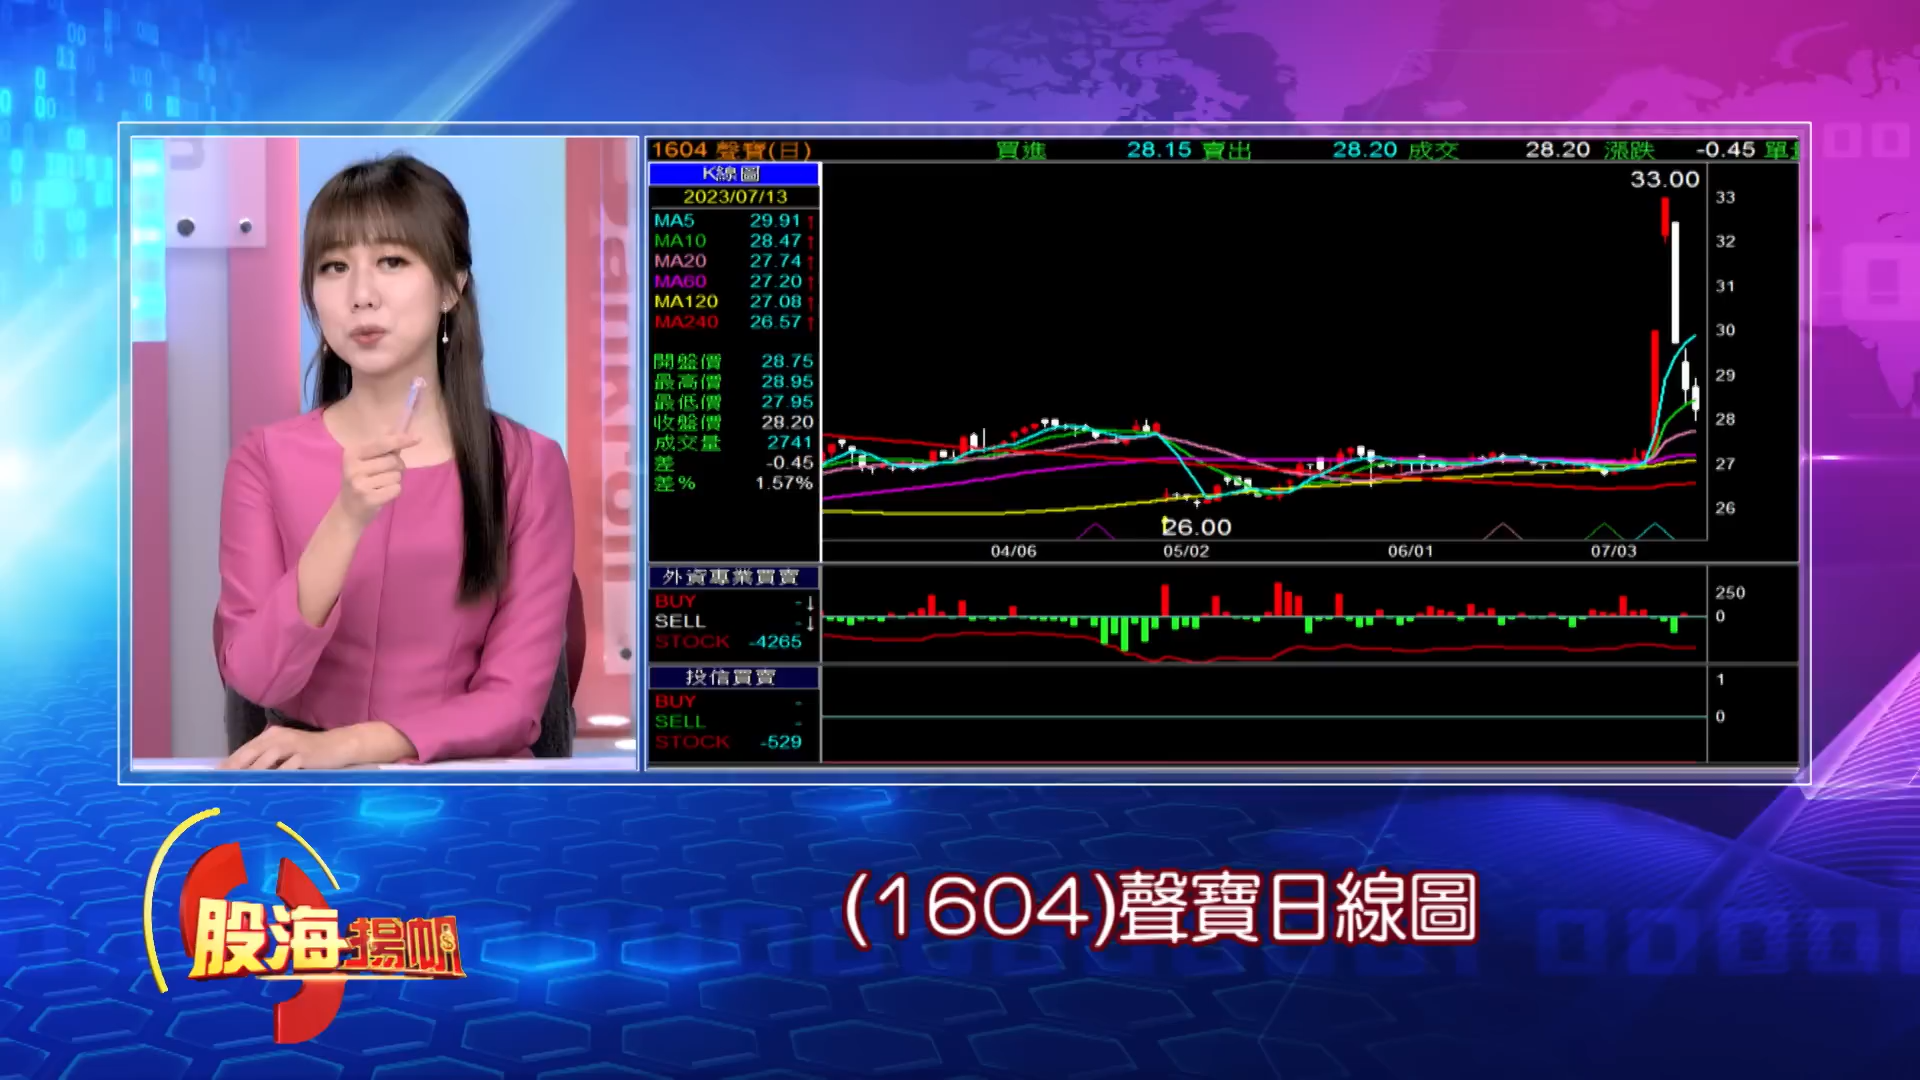 1604 聲寶(日) 買進 28.15 賣出 28.20 成交 28.20 漲跌 -0.45 單
K線圖
2023/07/13
MA5 29.91↑
MA10 28.47↑
MA20 27.74↑
MA60 27.20↑
MA120 27.08↑
MA240 26.57↑
開盤價 28.75
最高價 28.95
最低價 27.95
收盤價 28.20
成交量 2741
差 -0.45
差% 1.57%
33.00
33
32
31
30
29
28
27
26
26.00
04/06 05/02 06/01 07/03
外資專業買賣
BUY - ↓
SELL - ↓
STOCK -4265
250
0
投信買賣
BUY -
SELL -
STOCK -529
1
0
股海揚帆
(1604)聲寶日線圖